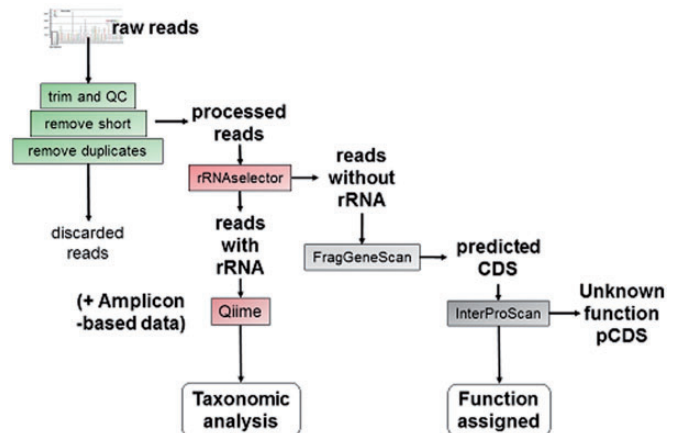 raw reads
trim and QC
remove short
remove duplicates
discarded
reads
processed
reads
rRNAselector
reads
with
rRNA
reads
without
rRNA
FragGeneScan
predicted
CDS
(+ Amplicon
-based data)
Qiime
InterProScan
Unknown
function
pCDS
Taxonomic
analysis
Function
assigned